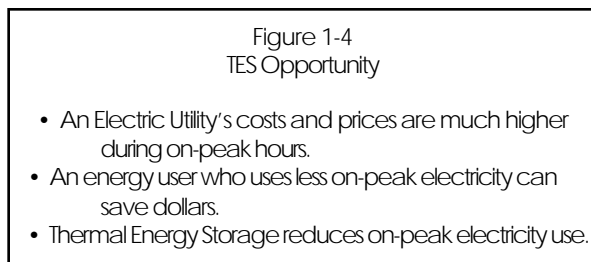 Figure 1-4
TES Opportunity
• An Electric Utility's costs and prices are much higher
during on-peak hours.
• An energy user who uses less on-peak electricity can
save dollars.
• Thermal Energy Storage reduces on-peak electricity use.